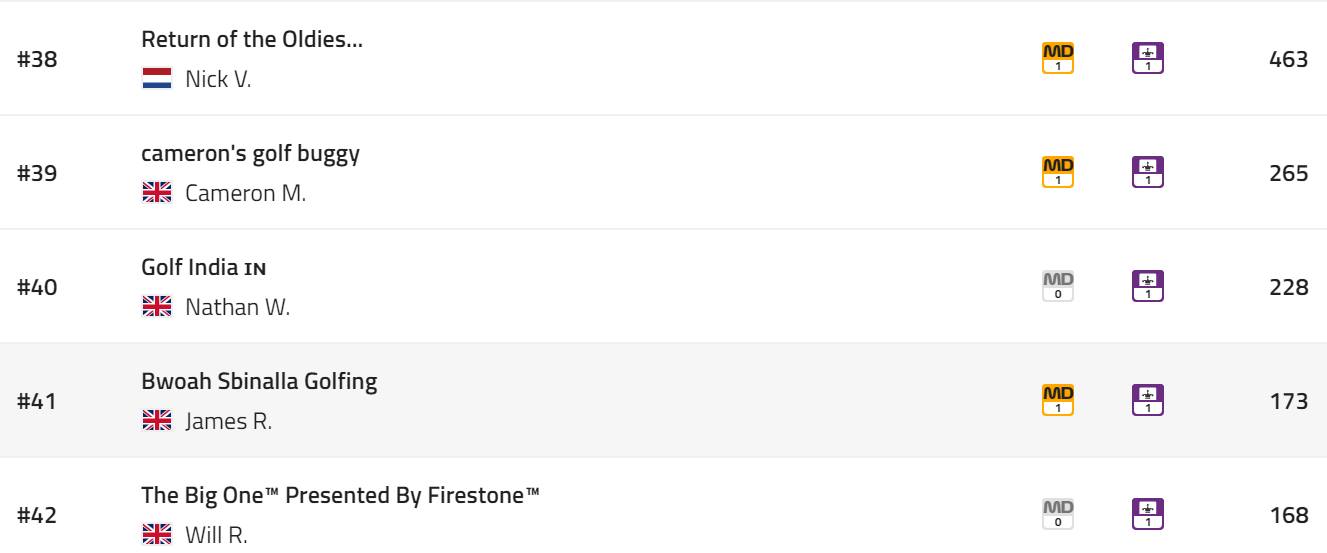 #38
Return of the Oldies...
Nick V.
MD
1
1
463
#39
cameron's golf buggy
Cameron M.
MD
1
1
265
#40
Golf India ɪɴ
Nathan W.
MD
0
1
228
#41
Bwoah Sbinalla Golfing
James R.
MD
1
1
173
#42
The Big One™ Presented By Firestone™
Will R.
MD
0
1
168